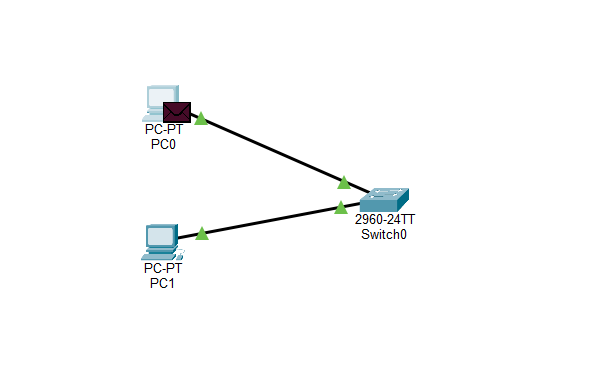 PC-PT
PC0
2960-24TT
Switch0
PC-PT
PC1